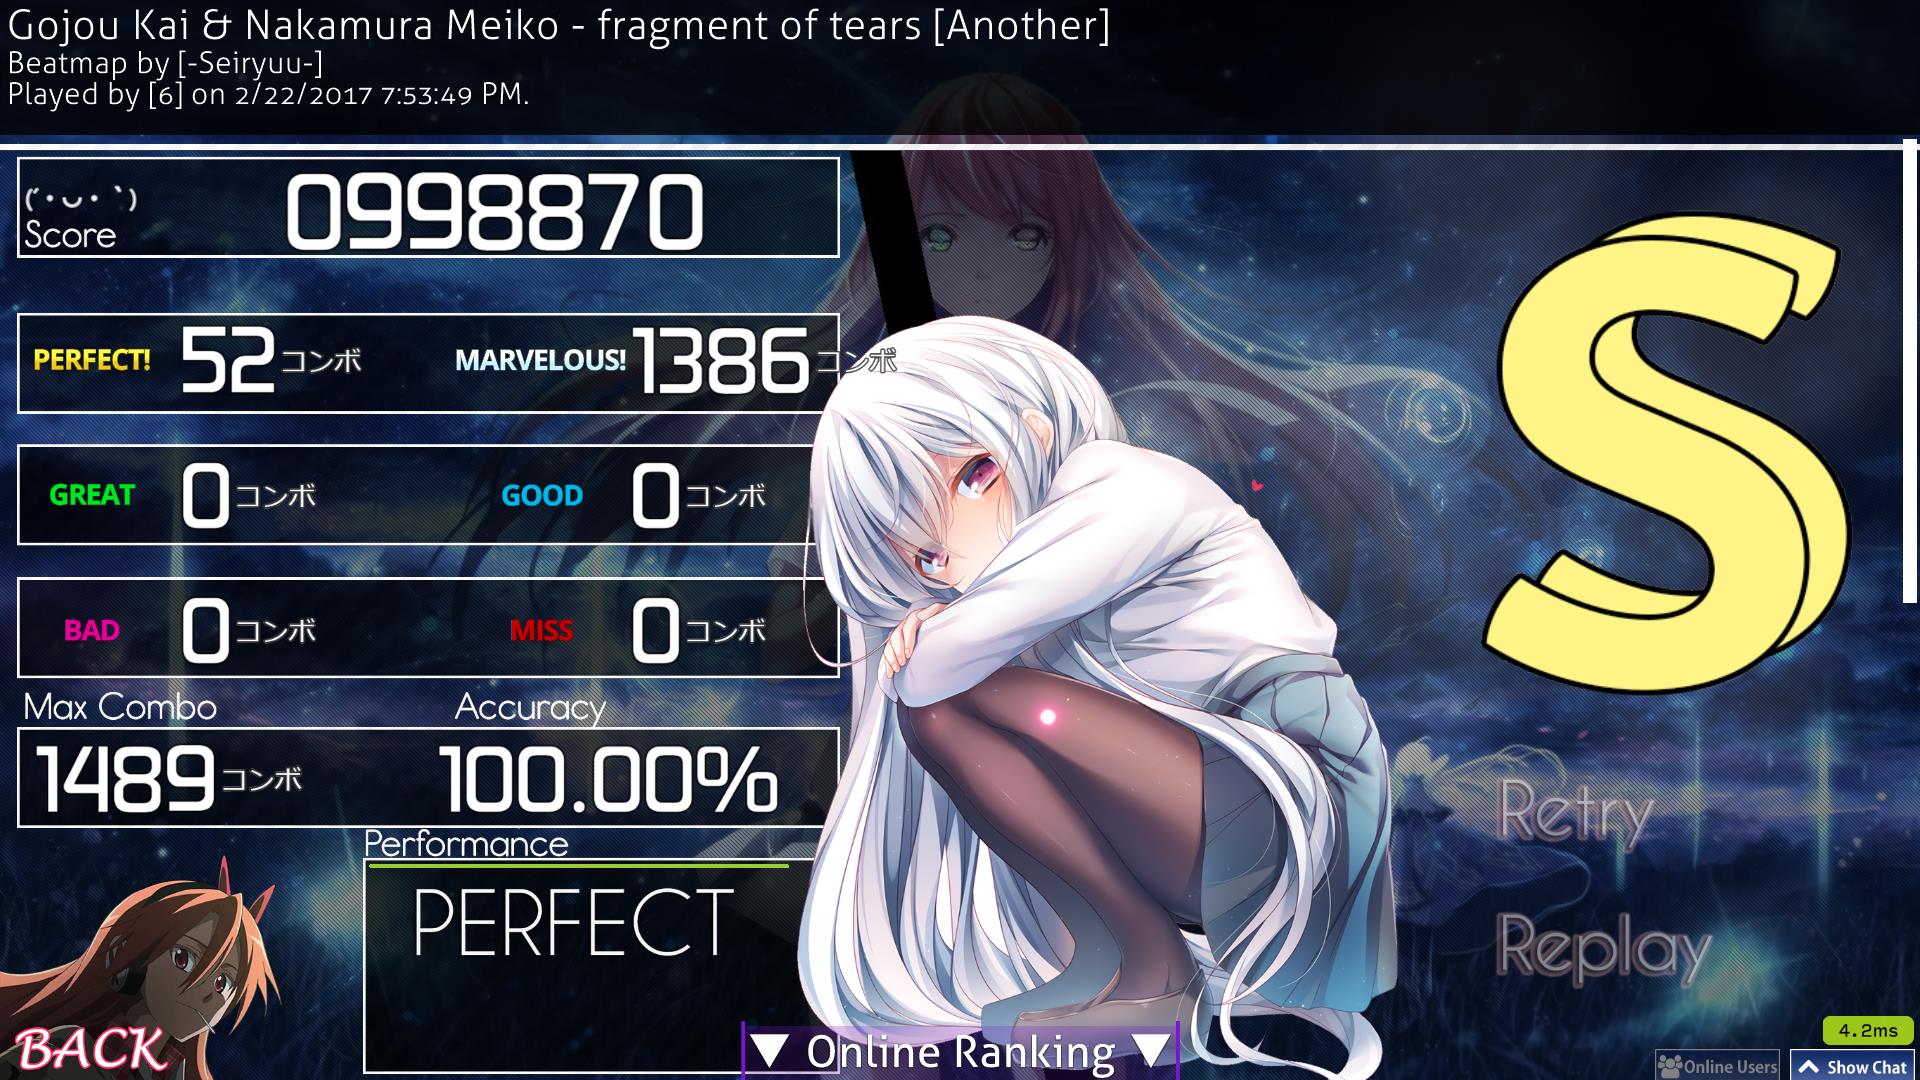 Gojou Kai & Nakamura Meiko - fragment of tears [Another]
Beatmap by [-Seiryuu-]
Played by [6] on 2/22/2017 7:53:49 PM.
(´･ᴗ･`)
Score 0998870
PERFECT! 52コンボ MARVELOUS! 1386コンボ
GREAT 0コンボ GOOD 0コンボ
BAD 0コンボ MISS 0コンボ
Max Combo Accuracy
1489コンボ 100.00%
Performance
PERFECT
S
Retry
Replay
BACK
▼ Online Ranking ▼
4.2ms
Online Users
Show Chat